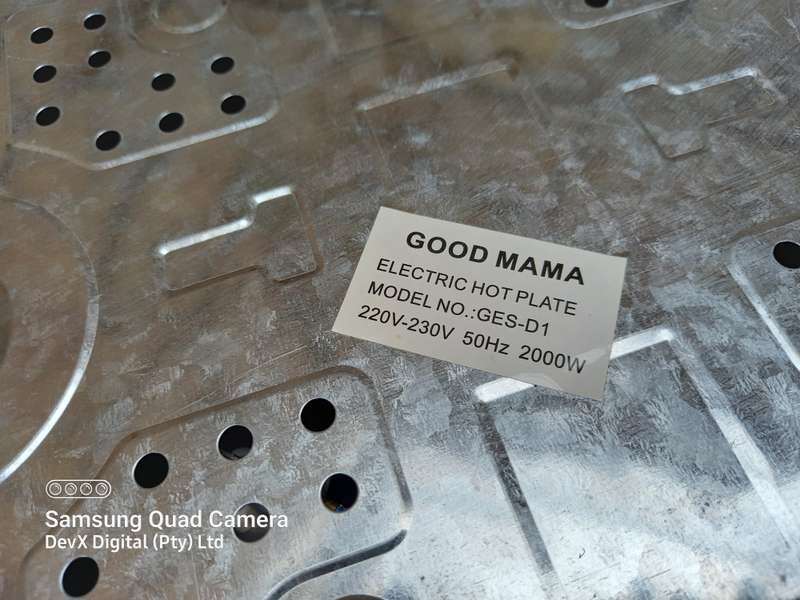 GOOD MAMA
ELECTRIC HOT PLATE
MODEL NO.:GES-D1
220V-230V 50Hz 2000W
Samsung Quad Camera
DevX Digital (Pty) Ltd